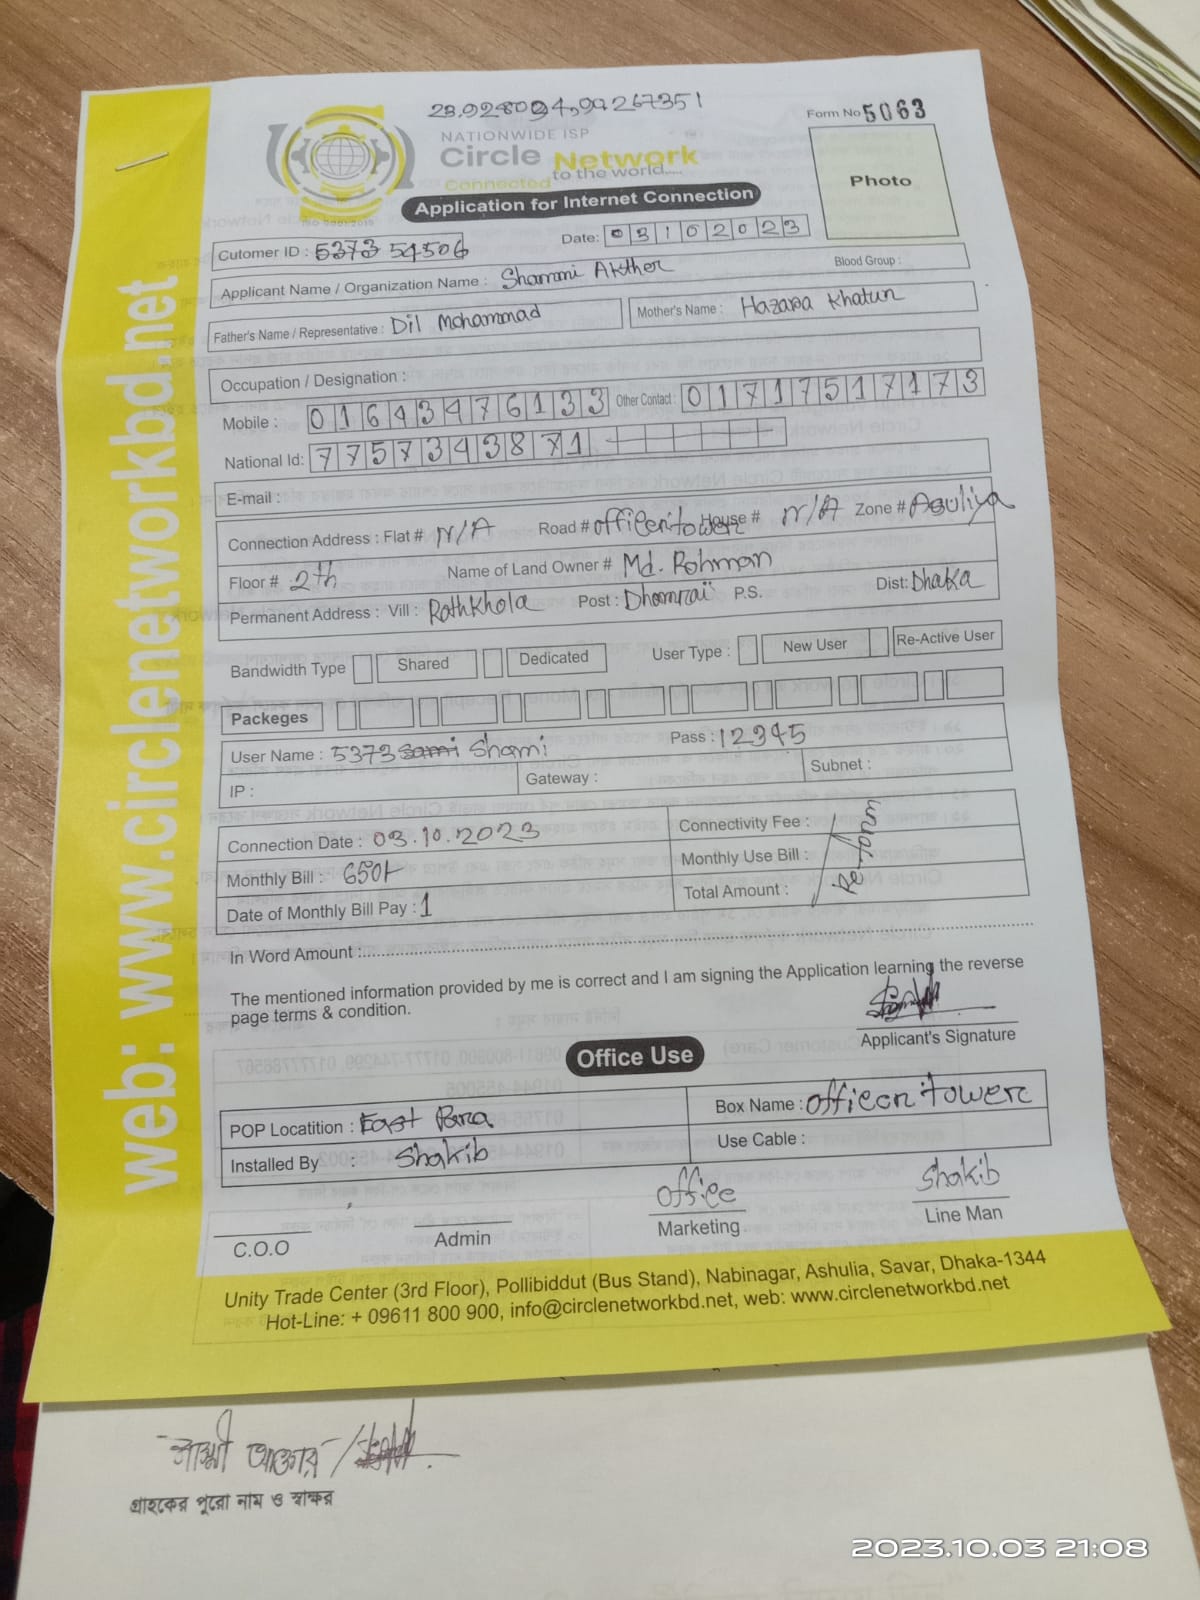 23.928094,99267351
Form No 5063
NATIONWIDE ISP
Circle Network
Connected to the world.....
ISO 9001:2015
Photo
Application for Internet Connection
Cutomer ID : 5373 54506 Date: 03102023
Applicant Name / Organization Name : Shammi Akther Blood Group :
Father's Name / Representative : Dil Mohammad Mother's Name : Hazara Khatun
Occupation / Designation :
Mobile : 01643476133 Other Contact : 01717517173
National Id: 7757343871
E-mail :
Connection Address : Flat # N/A Road # officeritower House # N/A Zone # Asuliya
Floor # 2th Name of Land Owner # Md. Rohman
Permanent Address : Vill : Rathkhola Post : Dhamrai P.S. Dist: Dhaka
Bandwidth Type Shared Dedicated User Type : New User Re-Active User
Packeges
User Name : 5373 sami Shami Pass : 12345
IP : Gateway : Subnet :
Connection Date : 03.10.2023 Connectivity Fee :
Monthly Bill : 650/- Monthly Use Bill :
Date of Monthly Bill Pay : 1 Total Amount :
In Word Amount :
The mentioned information provided by me is correct and I am signing the Application learning the reverse
page terms & condition.
Applicant's Signature
Office Use
POP Locatition : East Para Box Name : officeri tower
Installed By : Shakib Use Cable :
office Shakib
C.O.O Admin Marketing Line Man
Unity Trade Center (3rd Floor), Pollibiddut (Bus Stand), Nabinagar, Ashulia, Savar, Dhaka-1344
Hot-Line: + 09611 800 900, info@circlenetworkbd.net, web: www.circlenetworkbd.net
web: www.circlenetworkbd.net
শাম্মী আক্তার /
গ্রাহকের পুরো নাম ও স্বাক্ষর
2023.10.03 21:08